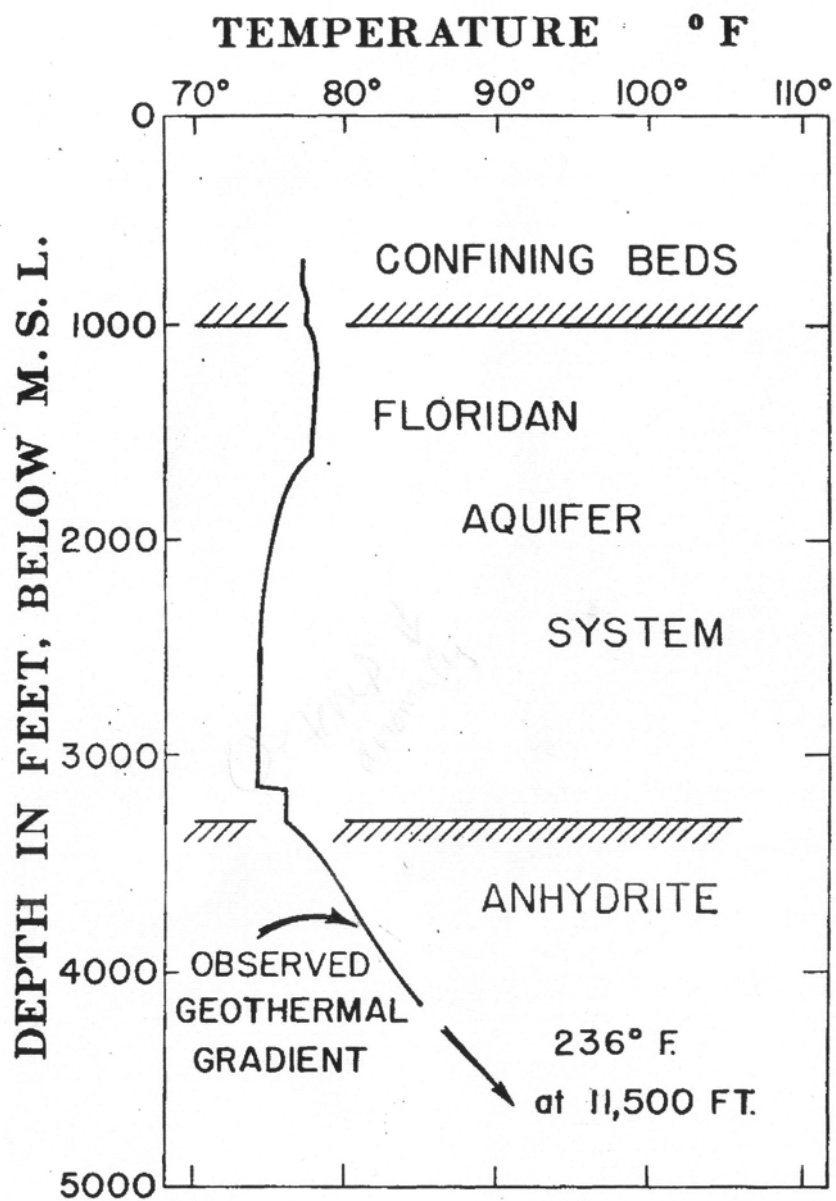 TEMPERATURE ° F
70° 80° 90° 100° 110°
0
1000
2000
3000
4000
5000
DEPTH IN FEET, BELOW M. S. L.
CONFINING BEDS
FLORIDAN
AQUIFER
SYSTEM
ANHYDRITE
OBSERVED
GEOTHERMAL
GRADIENT
236° F.
at 11,500 FT.